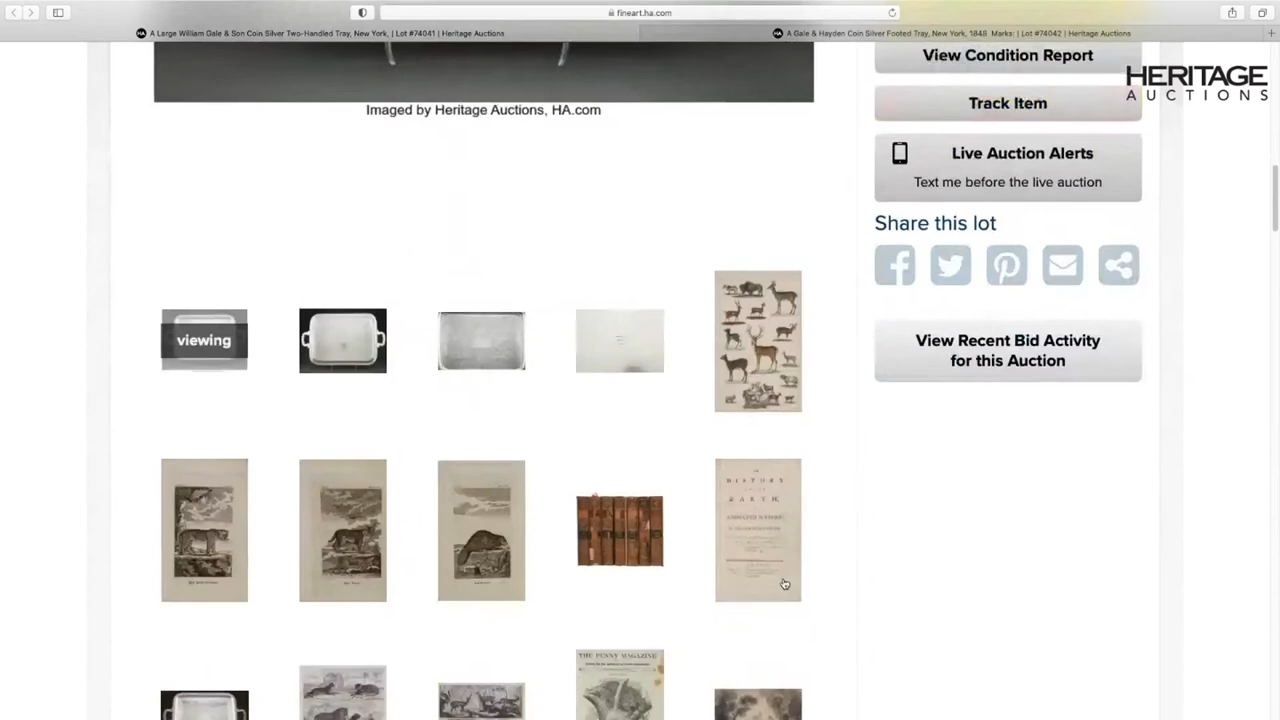 fineart.ha.com
A Large William Gale & Son Coin Silver Two-Handled Tray, New York, | Lot #74041 | Heritage Auctions
A Gale & Hayden Coin Silver Footed Tray, New York, 1848 Marks: | Lot #74042 | Heritage Auctions
View Condition Report
HERITAGE
AUCTIONS
Imaged by Heritage Auctions, HA.com
Track Item
Live Auction Alerts
Text me before the live auction
Share this lot
viewing
View Recent Bid Activity
for this Auction
HISTORY
EARTH,
THE PENNY MAGAZINE